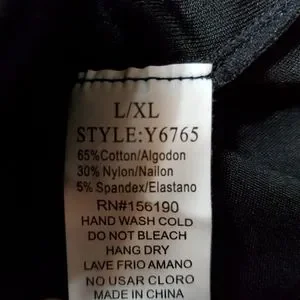 L/XL
STYLE:Y6765
65%Cotton/Algodon
30% Nylon/Nailon
5% Spandex/Elastano
RN#156190
HAND WASH COLD
DO NOT BLEACH
HANG DRY
LAVE FRIO AMANO
NO USAR CLORO
MADE IN CHINA